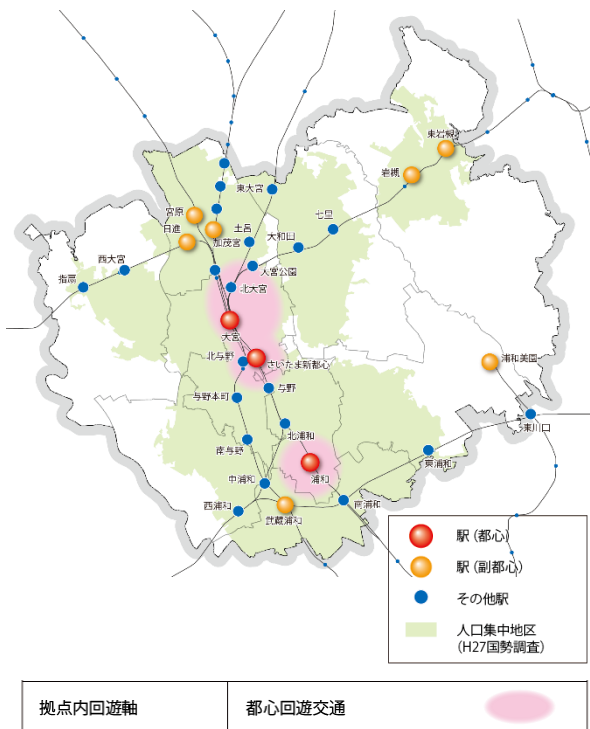 東岩槻
岩槻
東大宮
宮原
七里
加茂宮
土呂
大和田
日進
西大宮
大宮公園
指扇
北大宮
大宮
北与野
さいたま新都心
浦和美園
与野
与野本町
東川口
北浦和
南与野
東浦和
中浦和
浦和
西浦和
南浦和
武蔵浦和
駅（都心）
駅（副都心）
その他駅
人口集中地区
（H27国勢調査）
拠点内回遊軸
都心回遊交通